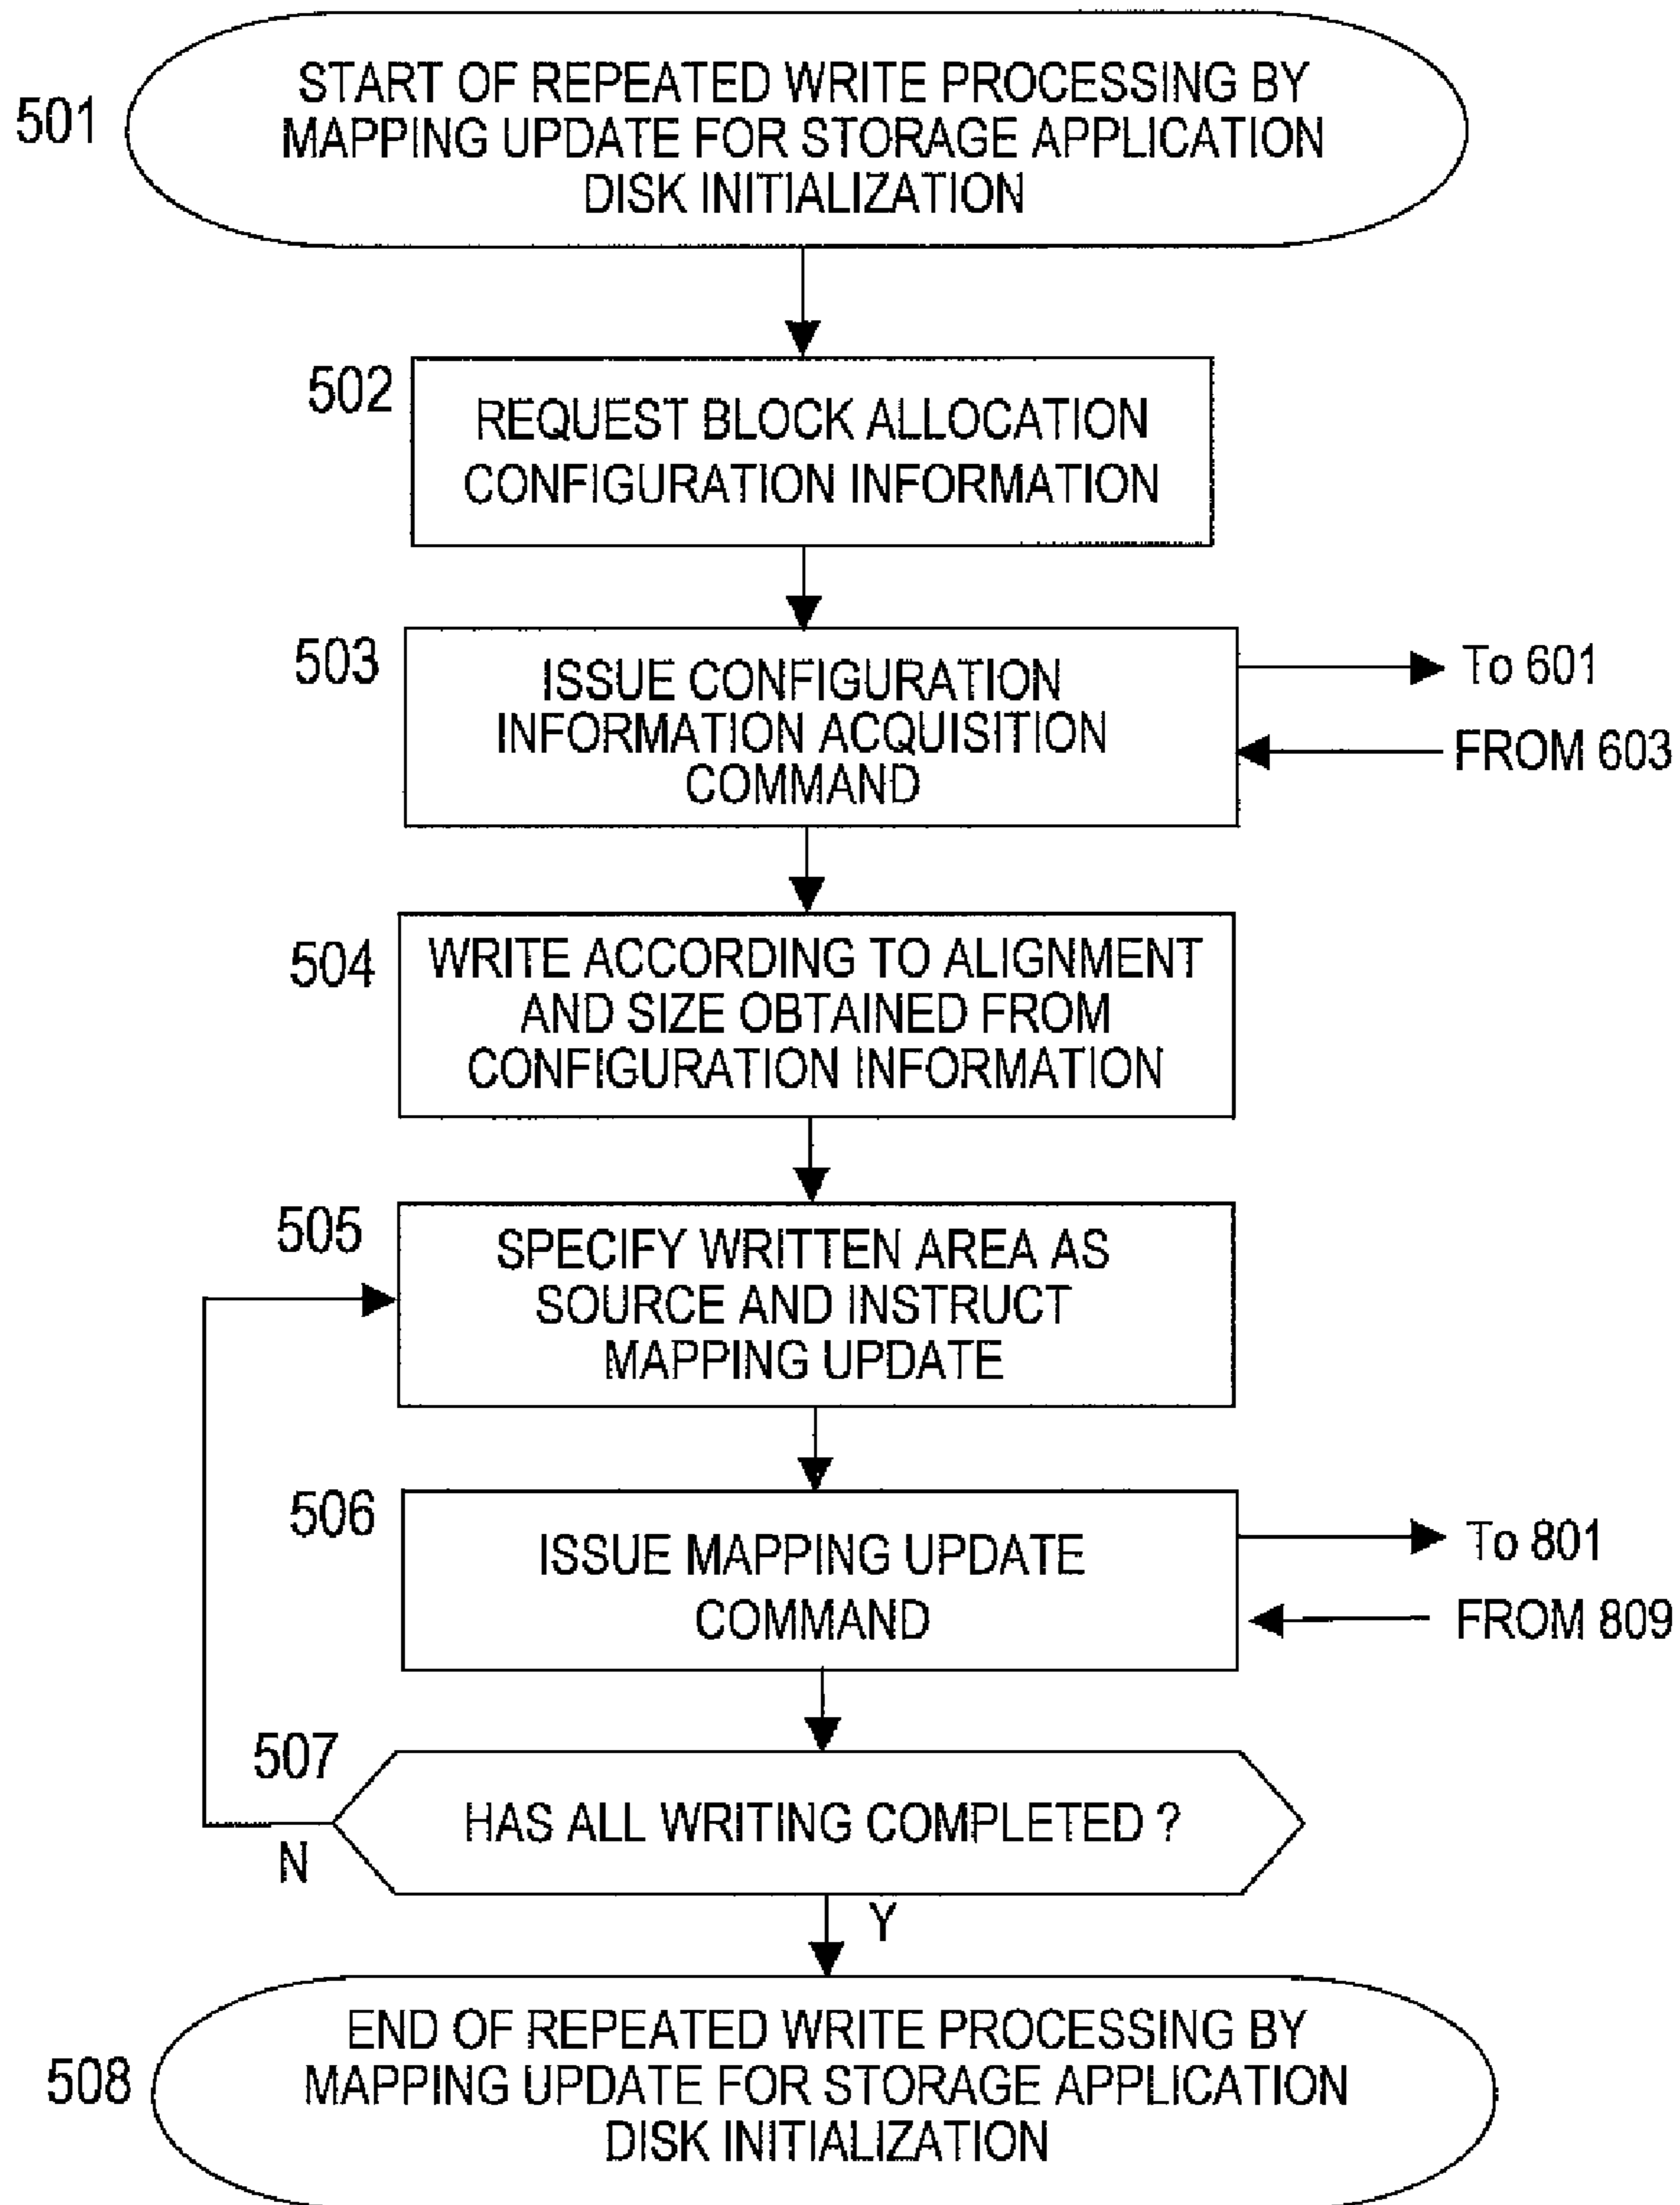 501
START OF REPEATED WRITE PROCESSING BY
MAPPING UPDATE FOR STORAGE APPLICATION
DISK INITIALIZATION
502
REQUEST BLOCK ALLOCATION
CONFIGURATION INFORMATION
503
ISSUE CONFIGURATION
INFORMATION ACQUISITION
COMMAND
To 601
FROM 603
504
WRITE ACCORDING TO ALIGNMENT
AND SIZE OBTAINED FROM
CONFIGURATION INFORMATION
505
SPECIFY WRITTEN AREA AS
SOURCE AND INSTRUCT
MAPPING UPDATE
506
ISSUE MAPPING UPDATE
COMMAND
To 801
FROM 809
507
HAS ALL WRITING COMPLETED ?
N
Y
508
END OF REPEATED WRITE PROCESSING BY
MAPPING UPDATE FOR STORAGE APPLICATION
DISK INITIALIZATION